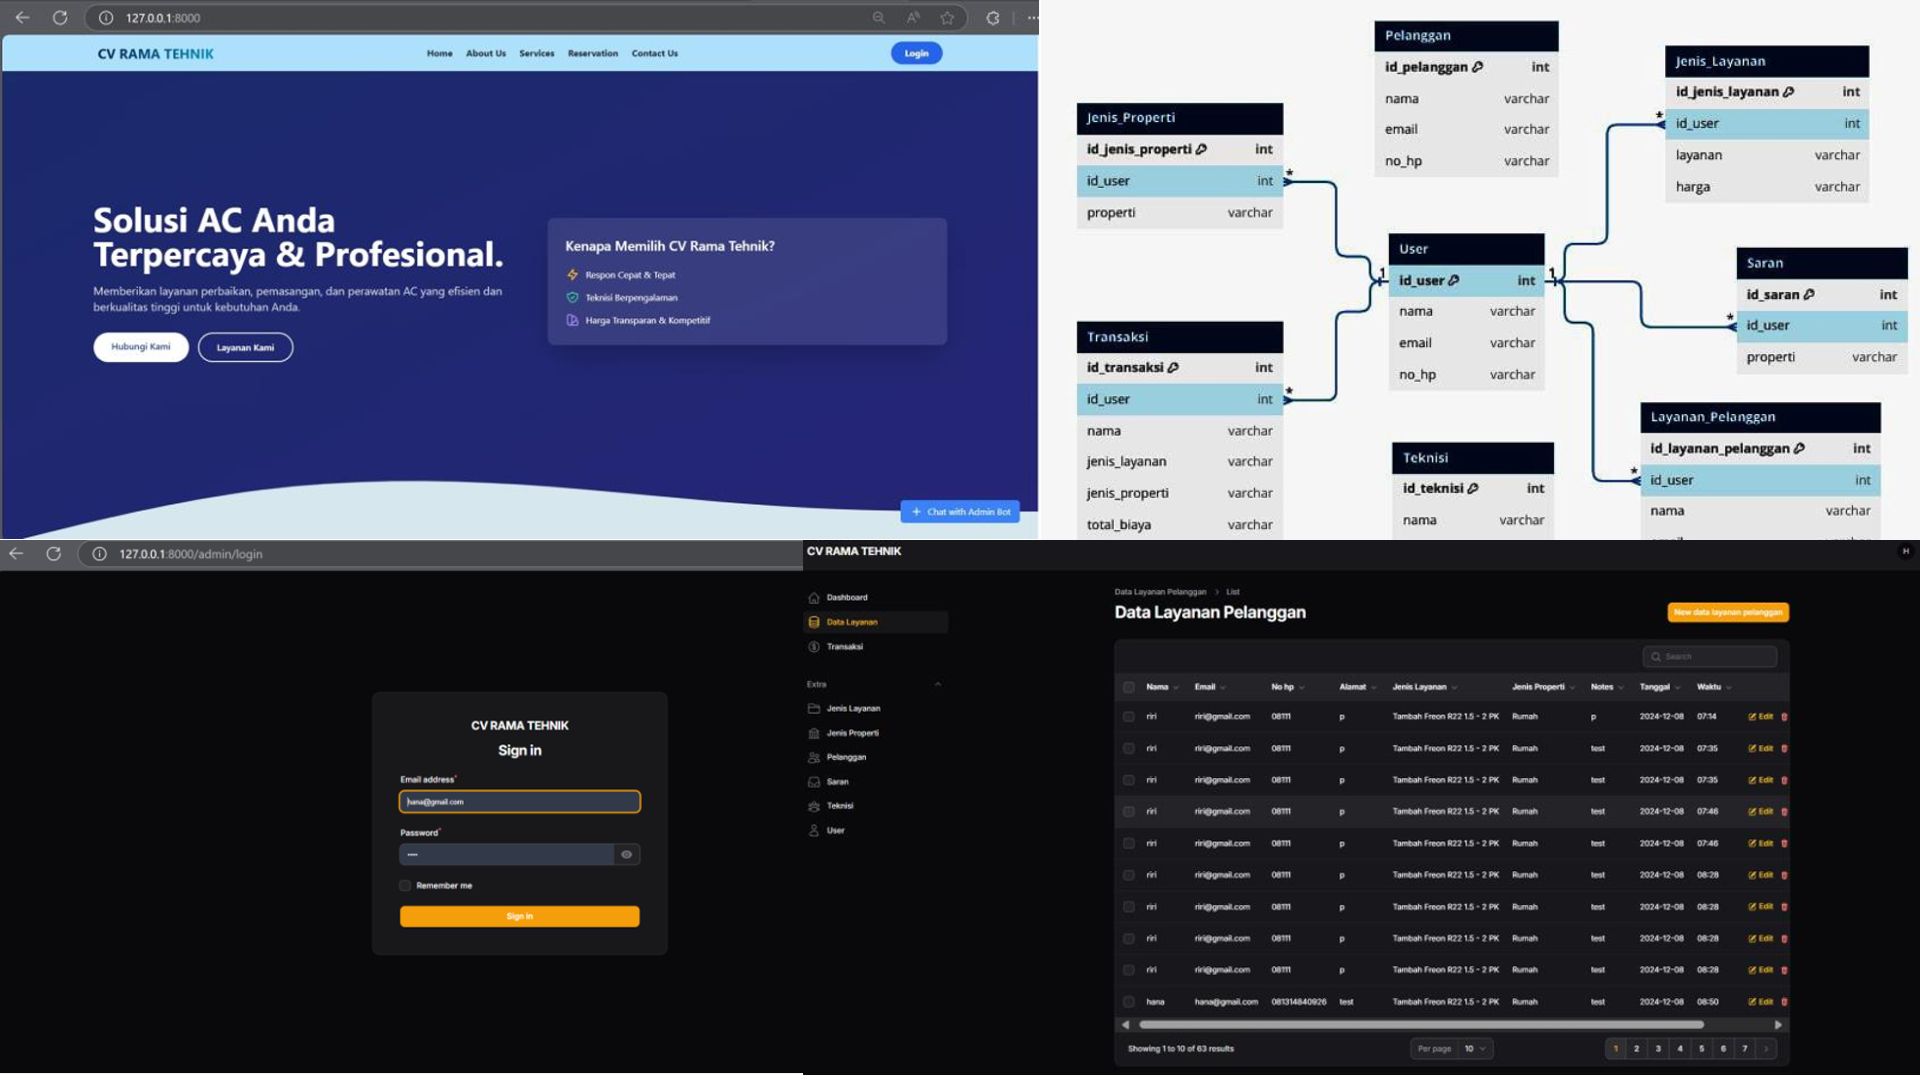 127.0.0.1:8000
CV RAMA TEHNIK
Home About Us Services Reservation Contact Us
Login
Solusi AC Anda
Terpercaya & Profesional.
Memberikan layanan perbaikan, pemasangan, dan perawatan AC yang efisien dan
berkualitas tinggi untuk kebutuhan Anda.
Hubungi Kami
Layanan Kami
Kenapa Memilih CV Rama Tehnik?
Respon Cepat & Tepat
Teknisi Berpengalaman
Harga Transparan & Kompetitif
+ Chat with Admin Bot
Jenis_Properti
id_jenis_properti int
id_user int
properti varchar
*
Transaksi
id_transaksi int
id_user int
nama varchar
jenis_layanan varchar
jenis_properti varchar
total_biaya varchar
*
Pelanggan
id_pelanggan int
nama varchar
email varchar
no_hp varchar
1
User
id_user int
nama varchar
email varchar
no_hp varchar
1
Teknisi
id_teknisi int
nama varchar
Jenis_Layanan
id_jenis_layanan int
id_user int
layanan varchar
harga varchar
*
Saran
id_saran int
id_user int
properti varchar
*
Layanan_Pelanggan
id_layanan_pelanggan int
id_user int
nama varchar
*
127.0.0.1:8000/admin/login
CV RAMA TEHNIK
Sign in
Email address*
hana@gmail.com
Password*
••••
Remember me
Sign in
CV RAMA TEHNIK
H
Dashboard
Data Layanan
Transaksi
Extra
Jenis Layanan
Jenis Properti
Pelanggan
Saran
Teknisi
User
Data Layanan Pelanggan > List
Data Layanan Pelanggan
New data layanan pelanggan
Search
Nama Email No hp Alamat Jenis Layanan Jenis Properti Notes Tanggal Waktu
riri riri@gmail.com 08111 p Tambah Freon R22 1.5 - 2 PK Rumah p 2024-12-08 07:14 Edit
riri riri@gmail.com 08111 p Tambah Freon R22 1.5 - 2 PK Rumah test 2024-12-08 07:35 Edit
riri riri@gmail.com 08111 p Tambah Freon R22 1.5 - 2 PK Rumah test 2024-12-08 07:35 Edit
riri riri@gmail.com 08111 p Tambah Freon R22 1.5 - 2 PK Rumah test 2024-12-08 07:46 Edit
riri riri@gmail.com 08111 p Tambah Freon R22 1.5 - 2 PK Rumah test 2024-12-08 07:46 Edit
riri riri@gmail.com 08111 p Tambah Freon R22 1.5 - 2 PK Rumah test 2024-12-08 08:28 Edit
riri riri@gmail.com 08111 p Tambah Freon R22 1.5 - 2 PK Rumah test 2024-12-08 08:28 Edit
riri riri@gmail.com 08111 p Tambah Freon R22 1.5 - 2 PK Rumah test 2024-12-08 08:28 Edit
riri riri@gmail.com 08111 p Tambah Freon R22 1.5 - 2 PK Rumah test 2024-12-08 08:28 Edit
hana hana@gmail.com 081314840926 test Tambah Freon R22 1.5 - 2 PK Rumah test 2024-12-08 08:50 Edit
Showing 1 to 10 of 63 results
Per page 10
1 2 3 4 5 6 7 >